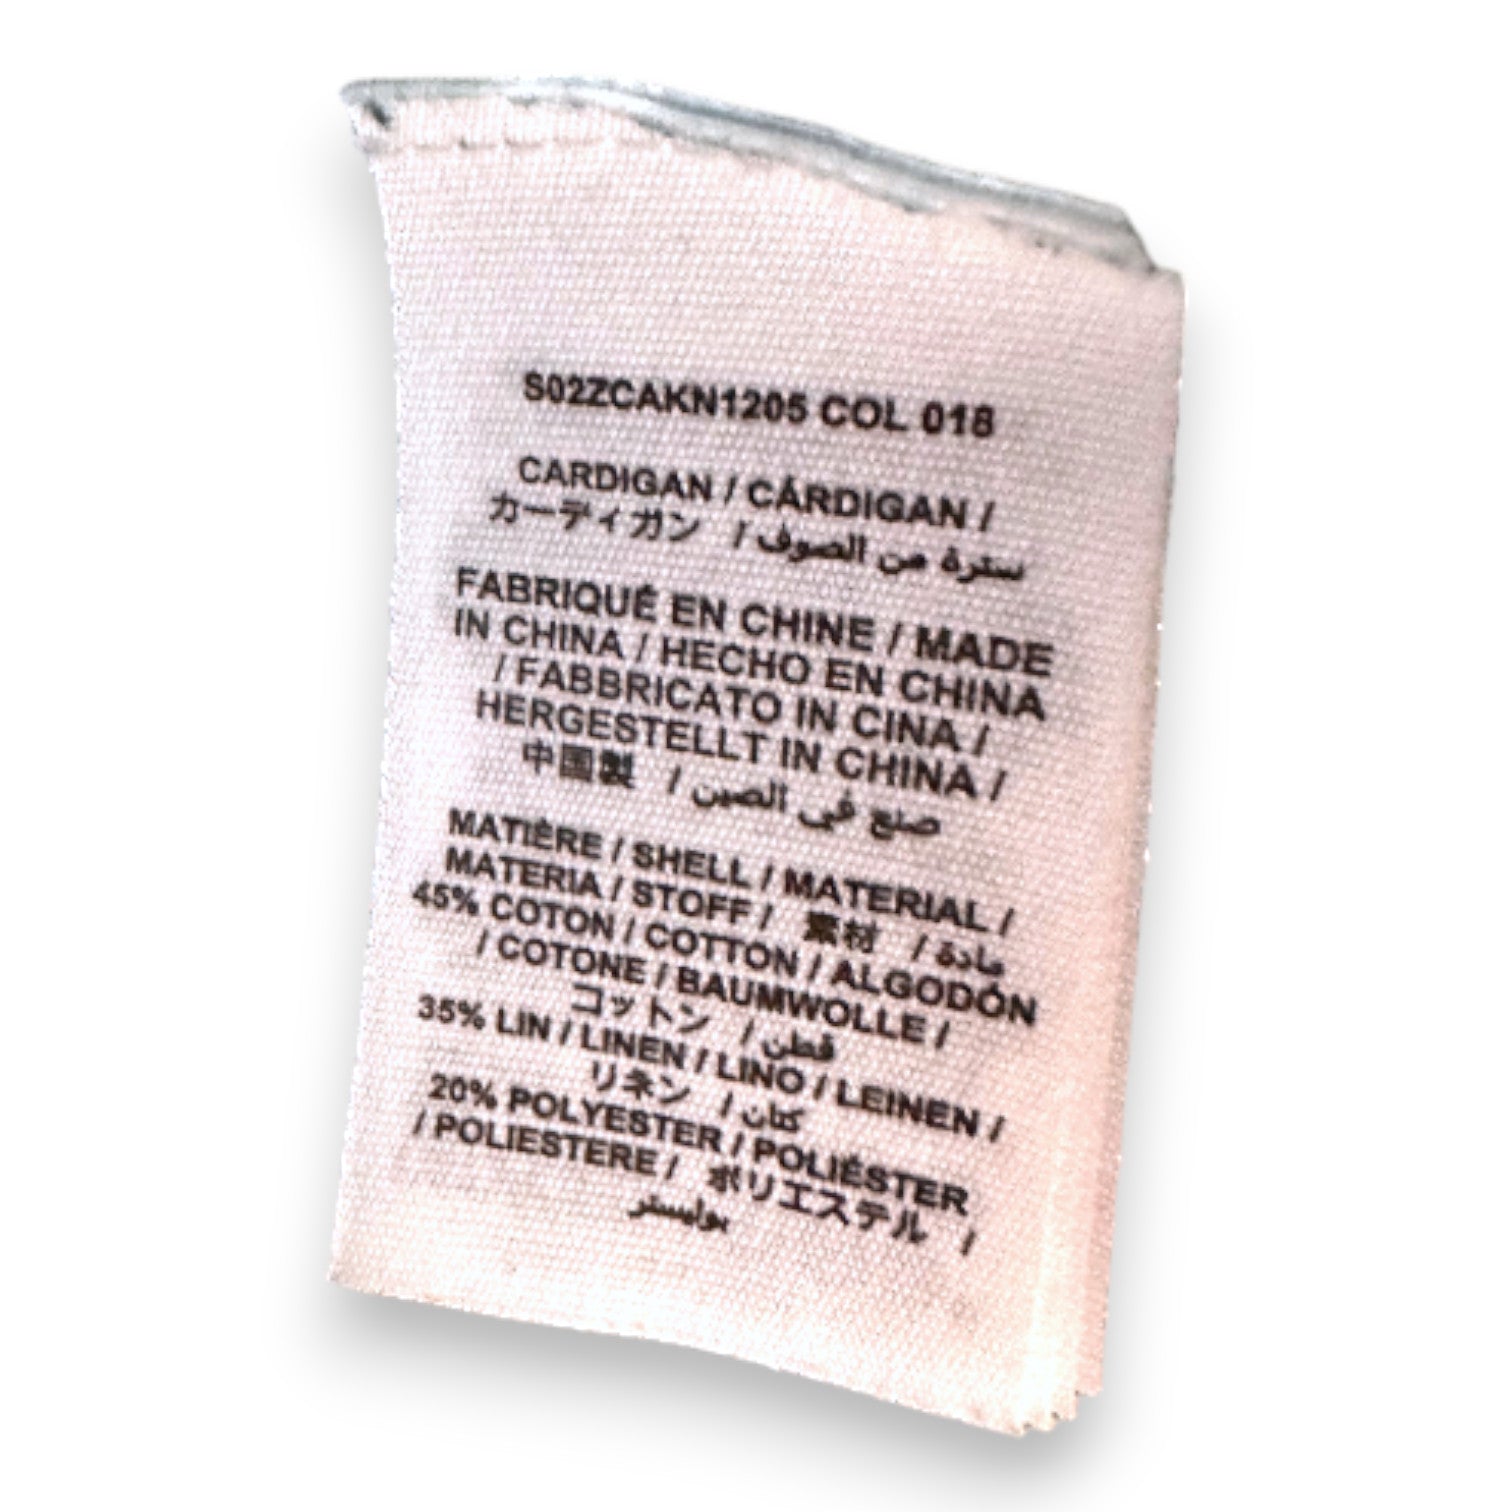 S02ZCAKN1205 COL 018
CARDIGAN / CÁRDIGAN /
カーディガン / سترة من الصوف
FABRIQUÉ EN CHINE / MADE
IN CHINA / HECHO EN CHINA
/ FABBRICATO IN CINA /
HERGESTELLT IN CHINA /
中国製 / صنع في الصين
MATIÈRE / SHELL / MATERIAL /
MATERIA / STOFF / 素材 / مادة
45% COTON / COTTON / ALGODÓN
/ COTONE / BAUMWOLLE /
コットン / قطن
35% LIN / LINEN / LINO / LEINEN /
リネン / كتان
20% POLYESTER / POLIÉSTER
/ POLIESTERE / ポリエステル /
بوليستر